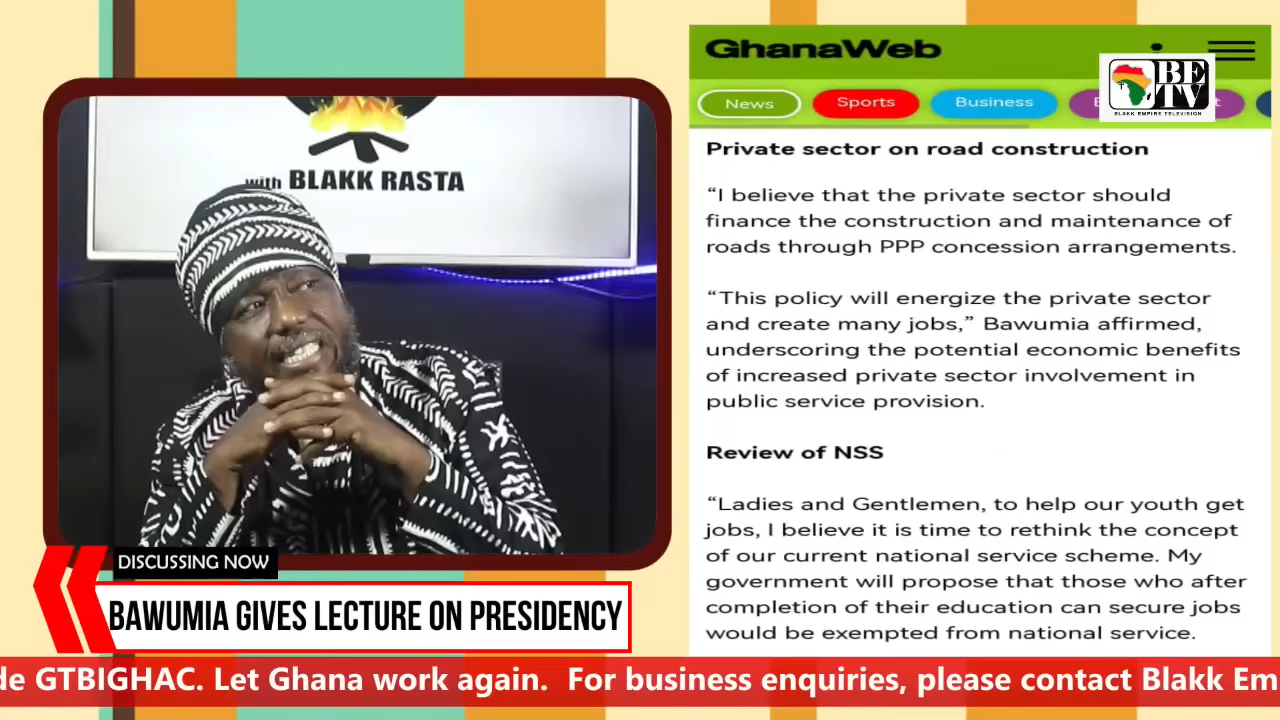 with BLAKK RASTA
DISCUSSING NOW
BAWUMIA GIVES LECTURE ON PRESIDENCY
GhanaWeb
News
Sports
Business
BE
TV
BLAKK EMPIRE TELEVISION
Private sector on road construction
“I believe that the private sector should
finance the construction and maintenance of
roads through PPP concession arrangements.
“This policy will energize the private sector
and create many jobs,” Bawumia affirmed,
underscoring the potential economic benefits
of increased private sector involvement in
public service provision.
Review of NSS
“Ladies and Gentlemen, to help our youth get
jobs, I believe it is time to rethink the concept
of our current national service scheme. My
government will propose that those who after
completion of their education can secure jobs
would be exempted from national service.
de GTBIGHAC. Let Ghana work again. For business enquiries, please contact Blakk Em